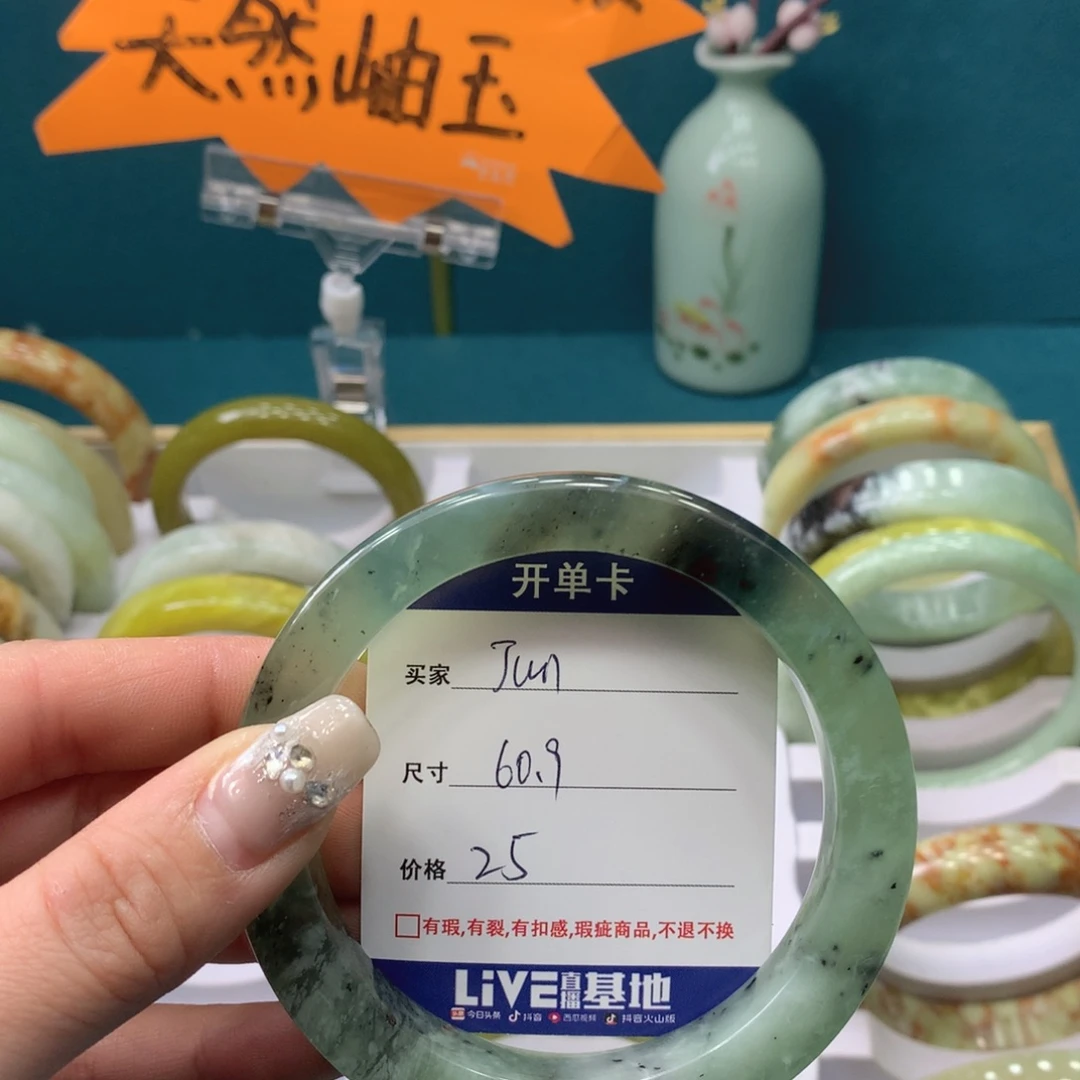 天然岫玉
开单卡
买家 Jun
尺寸 60.9
价格 25
有瑕,有裂,有扣感,瑕疵商品,不退不换
LiVE直播基地
今日头条 抖音 西瓜视频 抖音火山版